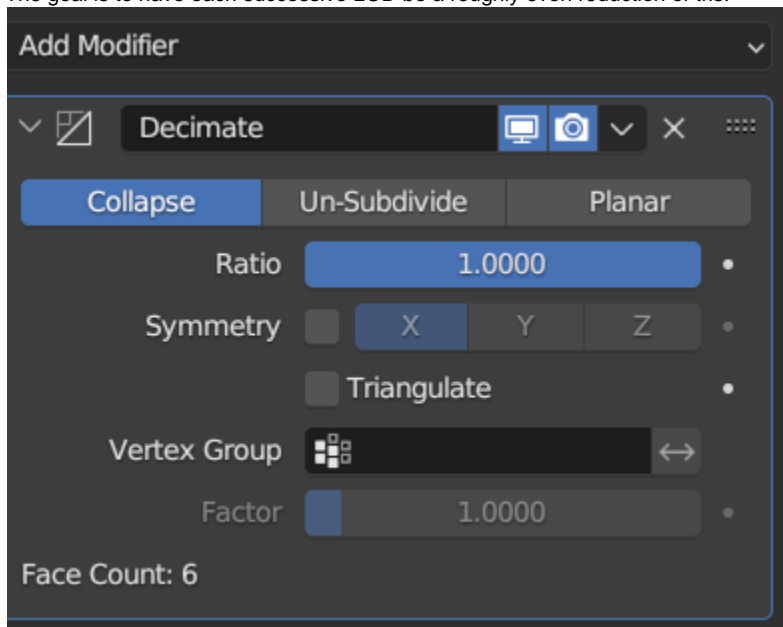 Add Modifier
Decimate
Collapse Un-Subdivide Planar
Ratio 1.0000
Symmetry X Y Z
Triangulate
Vertex Group
Factor 1.0000
Face Count: 6